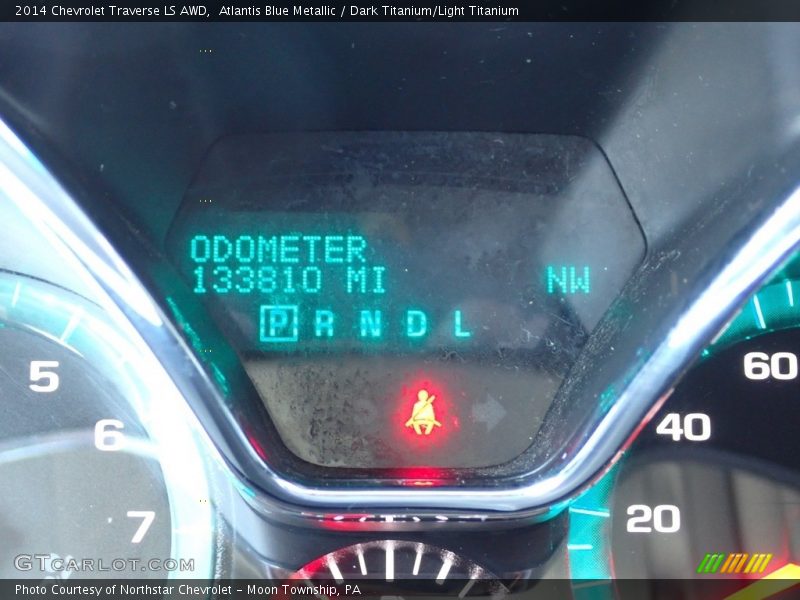 2014 Chevrolet Traverse LS AWD,  Atlantis Blue Metallic / Dark Titanium/Light Titanium
ODOMETER
133810 MI NW
P R N D L
5
6
7
60
40
20
GTCARLOT.COM
Photo Courtesy of Northstar Chevrolet - Moon Township, PA